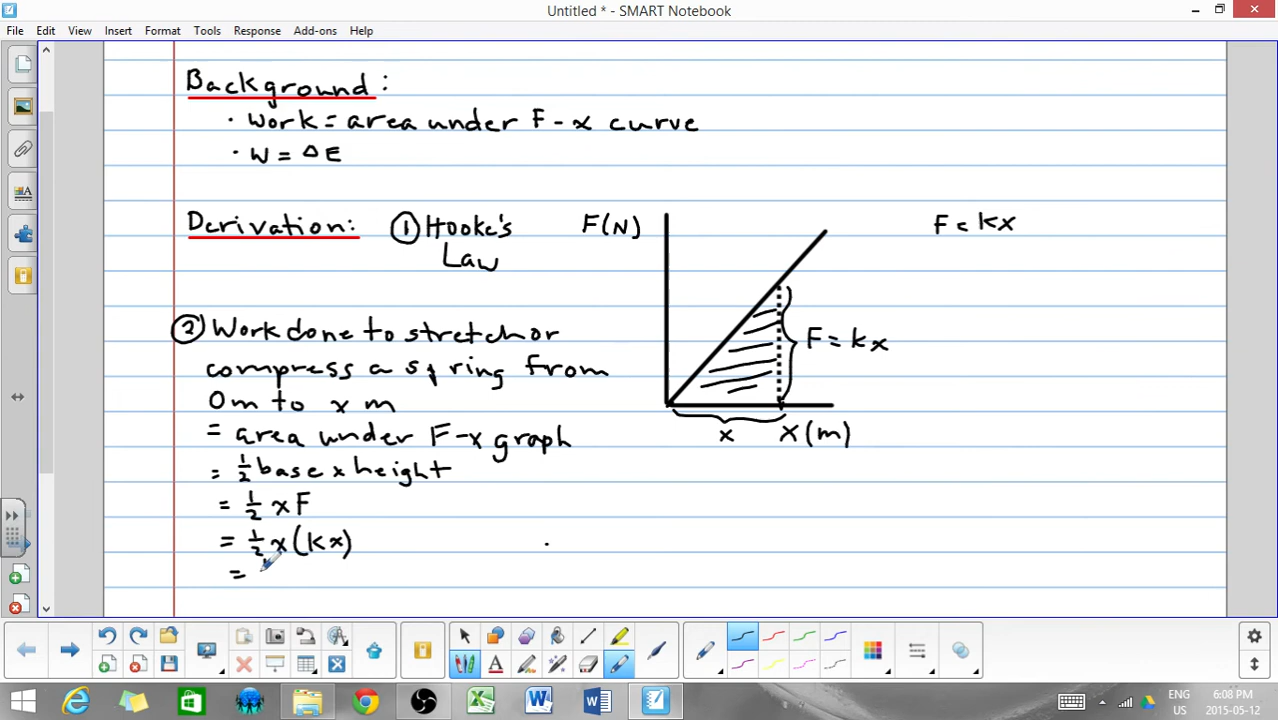 Untitled * - SMART Notebook
File Edit View Insert Format Tools Response Add-ons Help
Background:
· Work = area under F-x curve
· W = ΔE
Derivation: ① Hooke's Law
F(N)
F = kx
② Work done to stretch or
compress a spring from
0m to x m
= area under F-x graph
= 1/2 base x height
= 1/2 x F
= 1/2 x (kx)
=
F = kx
x
X (m)
ENG
US
6:08 PM
2015-05-12